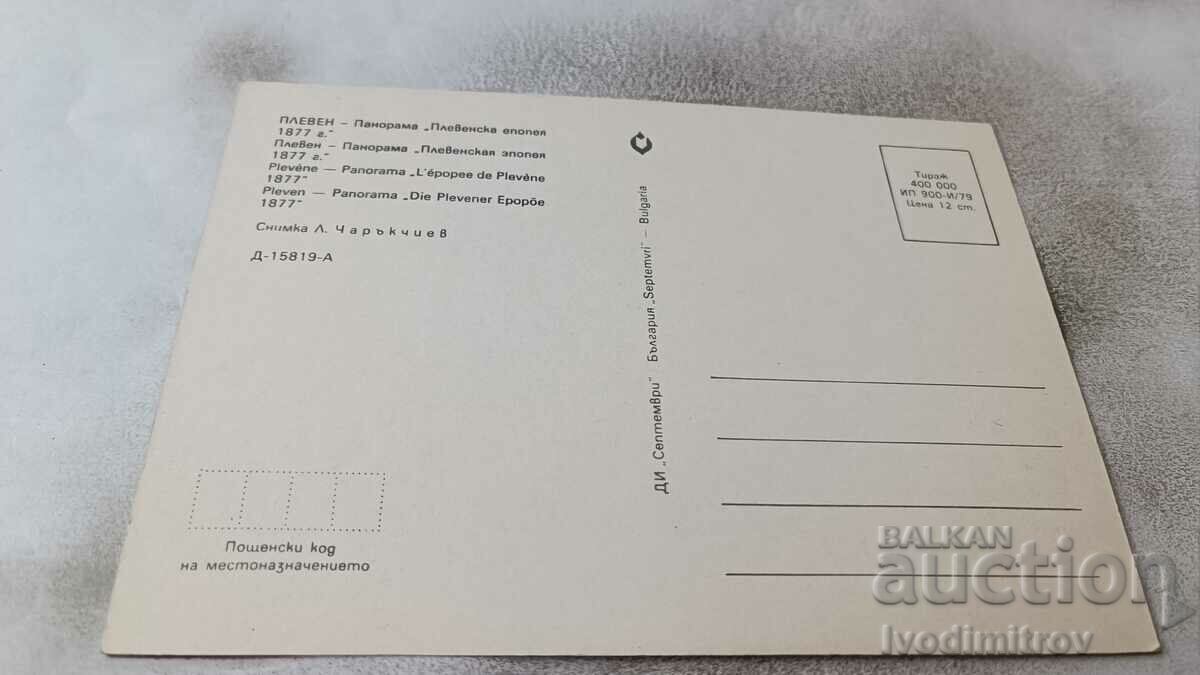 ПЛЕВЕН – Панорама „Плевенска епопея
1877 г."
Плевен – Панорама „Плевенская эпопея
1877 г."
Plevène — Panorama „L'épopee de Plevène
1877"
Pleven — Panorama „Die Plevener Epopöe
1877"
Снимка Л. Чаръкчиев
Д-15819-А
Пощенски код
на местоназначението
ДИ „Септември" България „Septemvri" – Bulgaria
Тираж
400 000
ИП 900-И/79
Цена 12 ст.
BALKAN
auction
Ivodimitrov